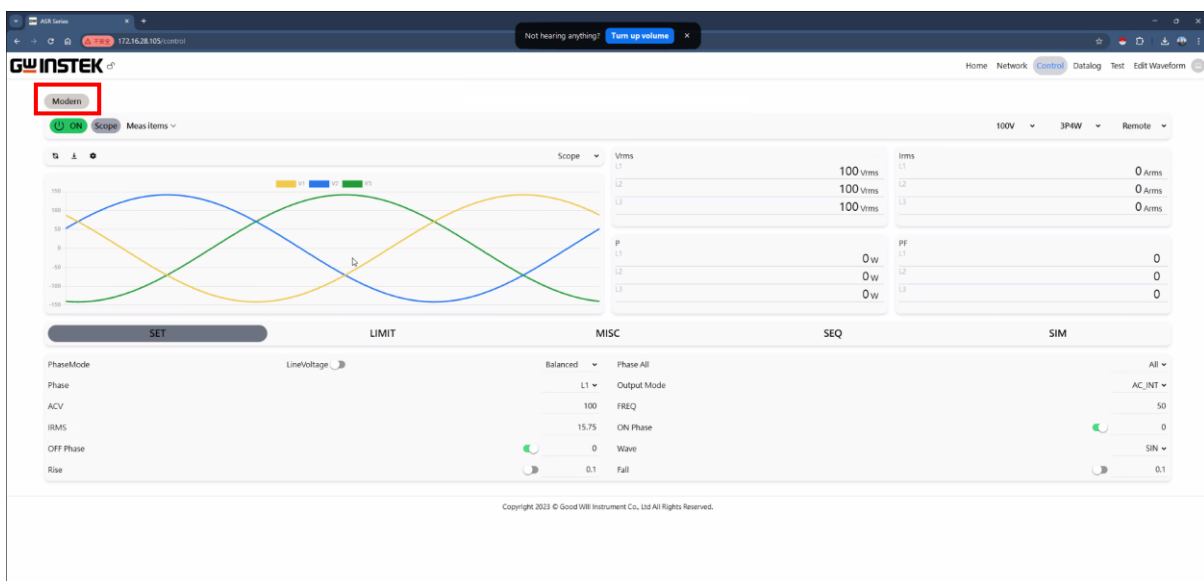 ASR Series
不安全 172.16.28.105/control
Not hearing anything? Turn up volume
GWINSTEK
Home Network Control Datalog Test Edit Waveform
Modern
ON Scope Meas items 100V 3P4W Remote
Scope
V1 V2 V3
150
100
50
0
-50
-100
-150
Vrms
L1 100 Vrms
L2 100 Vrms
L3 100 Vrms
Irms
L1 0 Arms
L2 0 Arms
L3 0 Arms
P
L1 0 W
L2 0 W
L3 0 W
PF
L1 0
L2 0
L3 0
SET LIMIT MISC SEQ SIM
PhaseMode LineVoltage Balanced Phase All All
Phase L1 Output Mode AC_INT
ACV 100 FREQ 50
IRMS 15.75 ON Phase 0
OFF Phase 0 Wave SIN
Rise 0.1 Fall 0.1
Copyright 2023 © Good Will Instrument Co., Ltd All Rights Reserved.